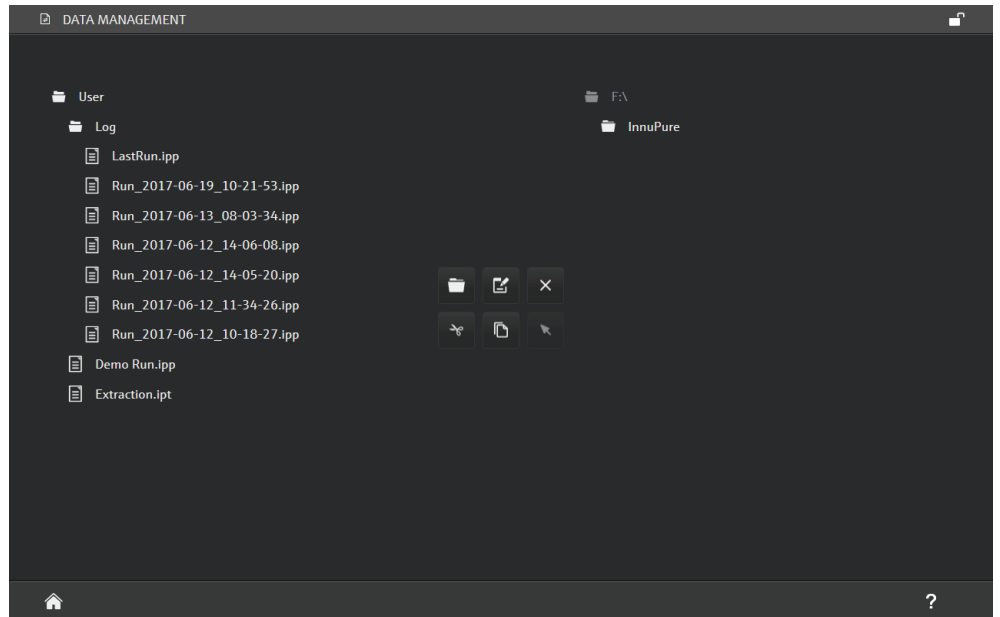 DATA MANAGEMENT
User
Log
LastRun.ipp
Run_2017-06-19_10-21-53.ipp
Run_2017-06-13_08-03-34.ipp
Run_2017-06-12_14-06-08.ipp
Run_2017-06-12_14-05-20.ipp
Run_2017-06-12_11-34-26.ipp
Run_2017-06-12_10-18-27.ipp
Demo Run.ipp
Extraction.ipt
F:\
InnuPure
?